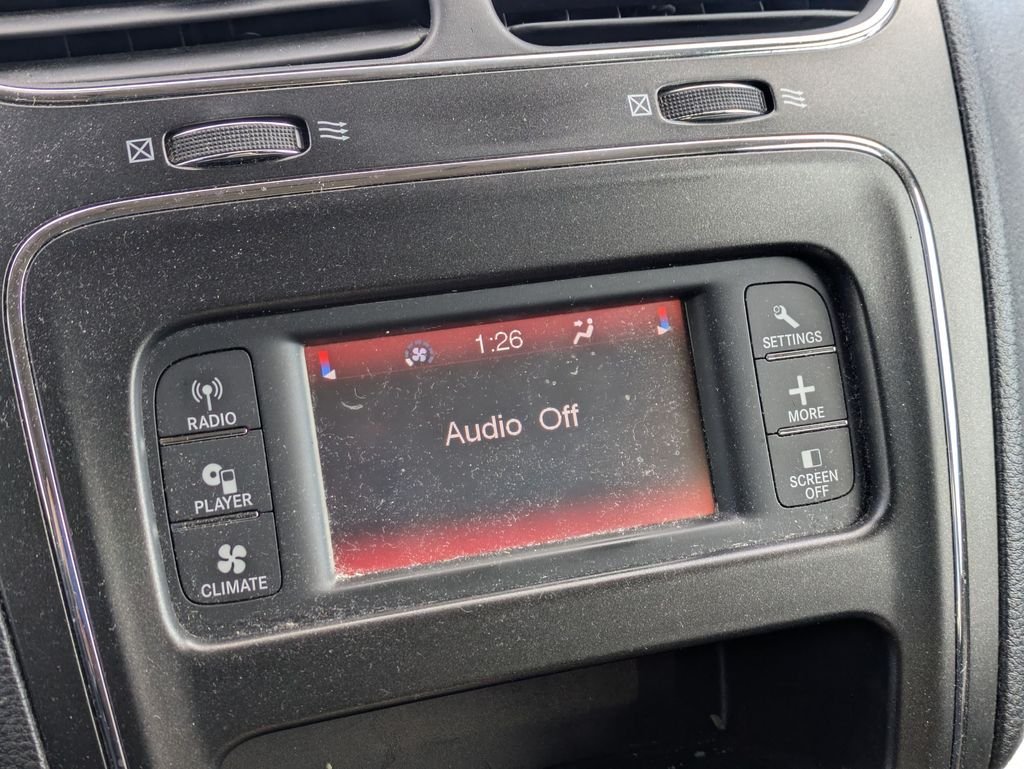 1:26
Audio Off
RADIO
PLAYER
CLIMATE
SETTINGS
MORE
SCREEN
OFF